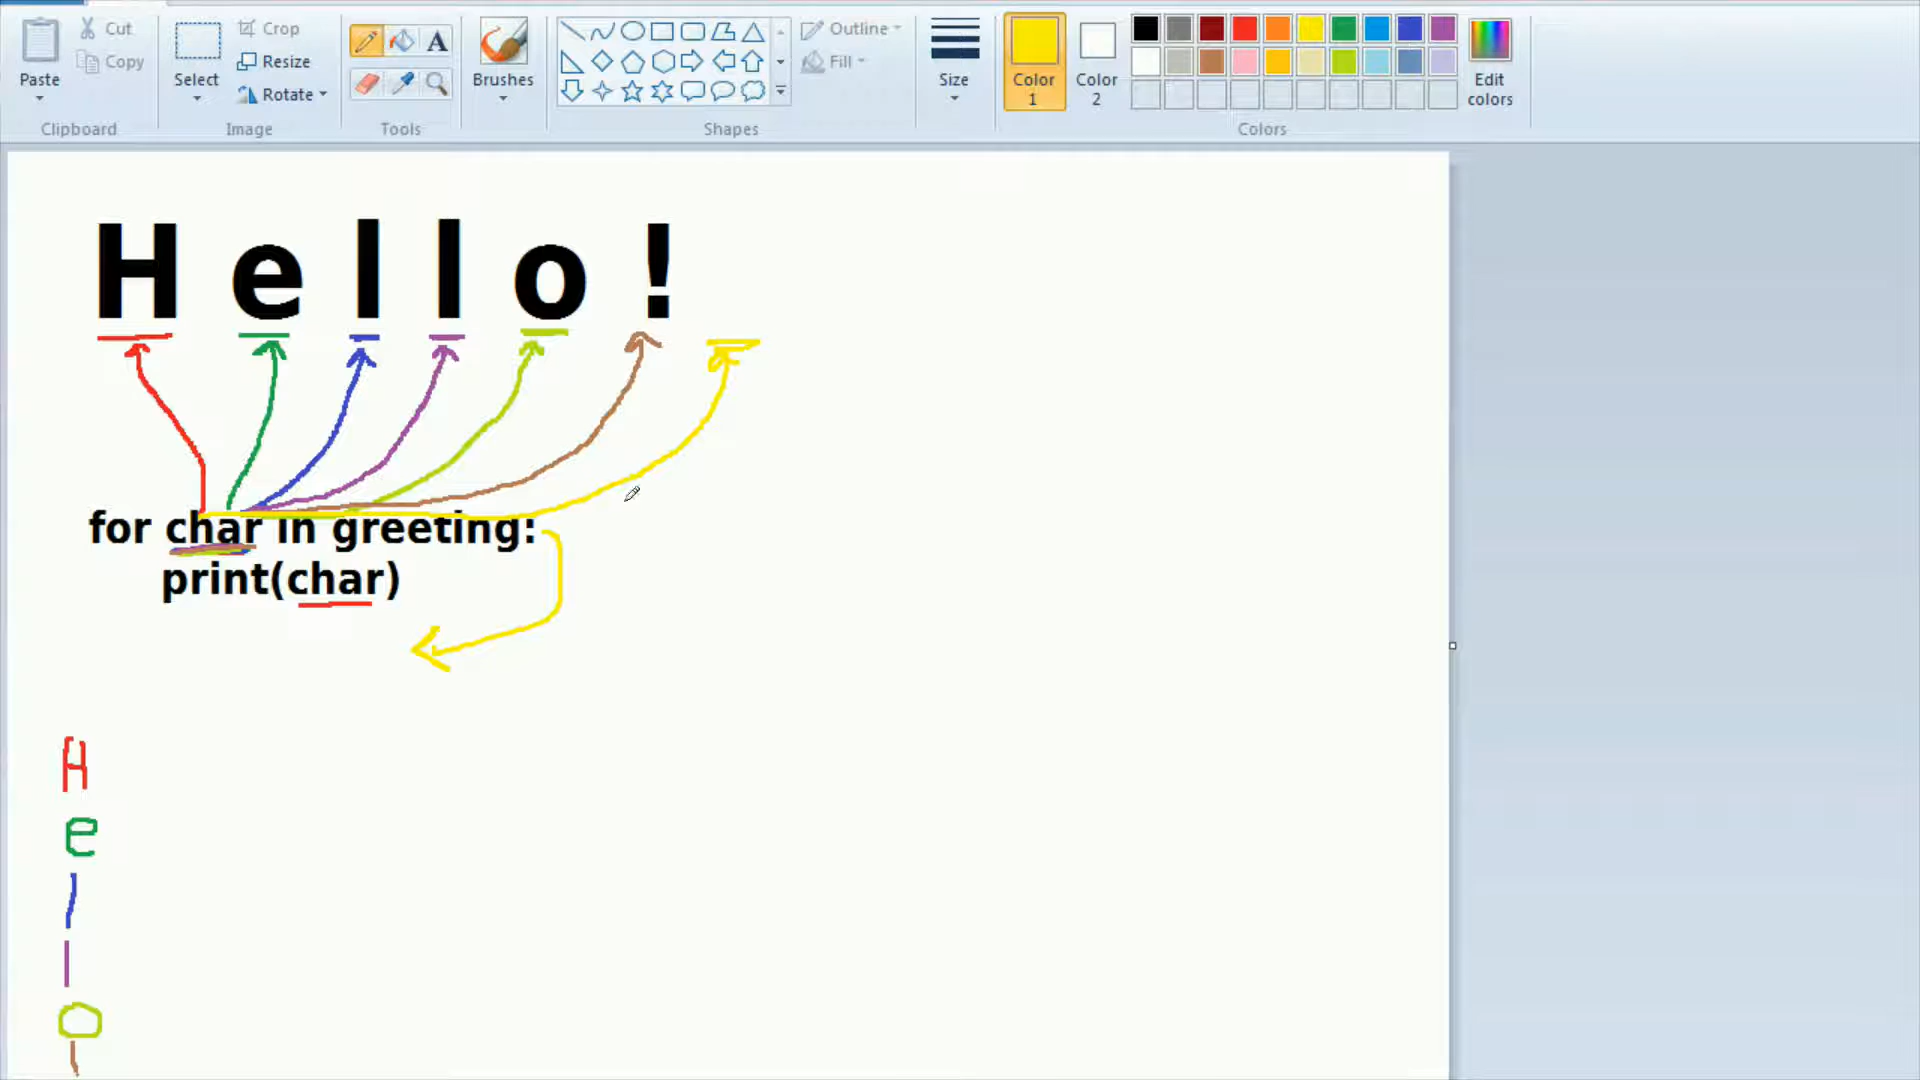 Cut
Crop
Outline
Copy
Resize
Fill
Paste
Select
Rotate
A
Brushes
Size
Color 1
Color 2
Edit colors
Clipboard
Image
Tools
Shapes
Colors
H e l l o !
for char in greeting:
print(char)
H
e
l
l
o